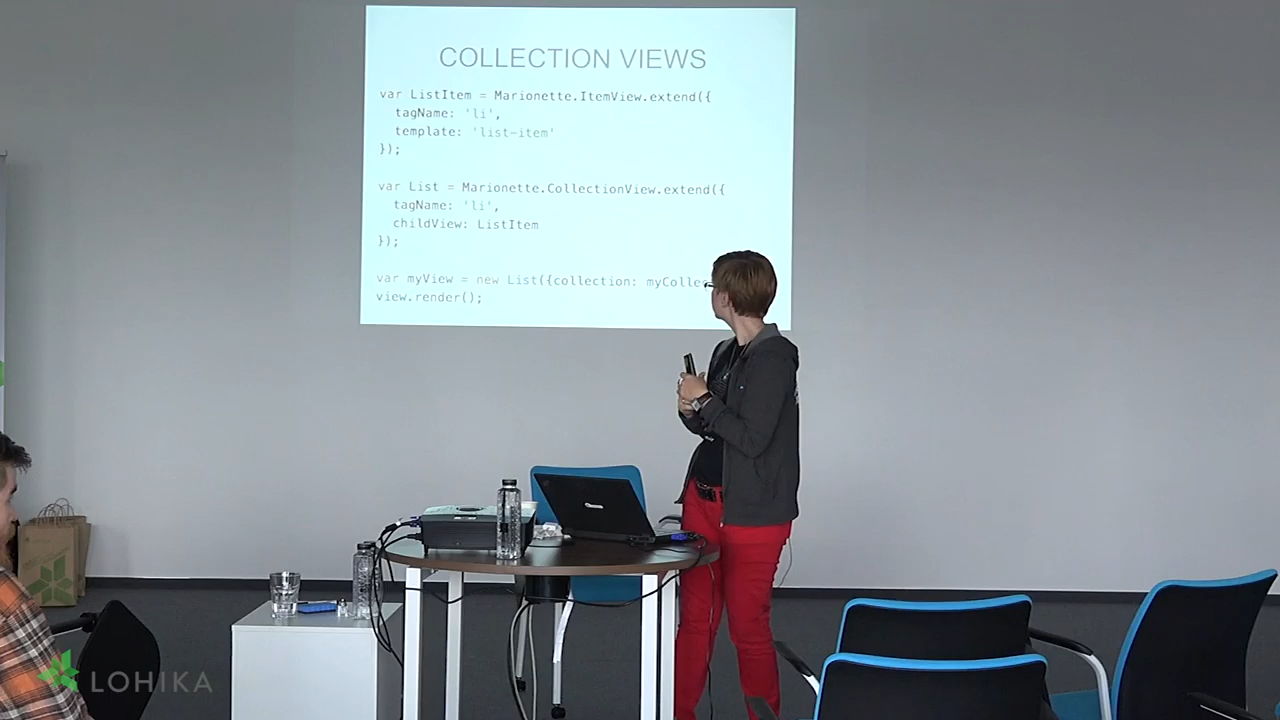 COLLECTION VIEWS
var ListItem = Marionette.ItemView.extend({
tagName: 'li',
template: 'list-item'
});
var List = Marionette.CollectionView.extend({
tagName: 'li',
childView: ListItem
});
var myView = new List({collection: myColle
view.render();
LOHIKA